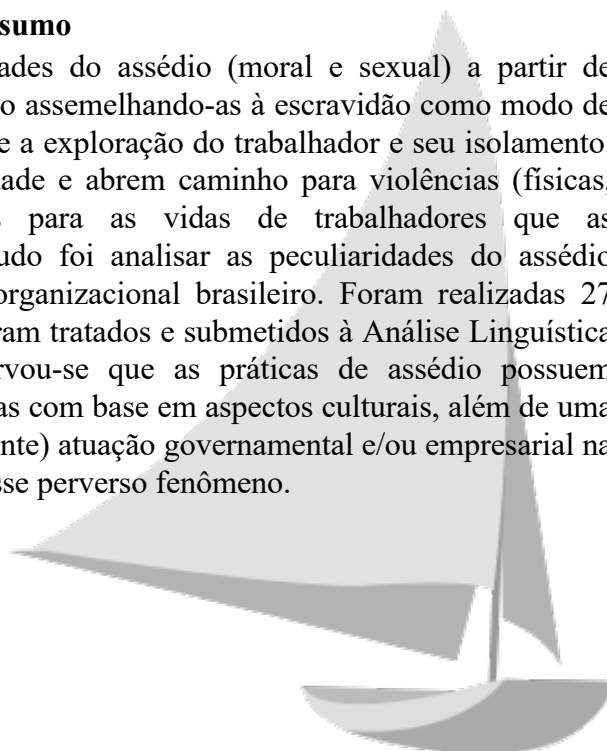 sumo
ades do assédio (moral e sexual) a partir de
o assemelhando-as à escravidão como modo de
e a exploração do trabalhador e seu isolamento.
dade e abrem caminho para violências (físicas,
para as vidas de trabalhadores que as
udo foi analisar as peculiaridades do assédio
organizacional brasileiro. Foram realizadas 27
ram tratados e submetidos à Análise Linguística
rvou-se que as práticas de assédio possuem
as com base em aspectos culturais, além de uma
nte) atuação governamental e/ou empresarial na
sse perverso fenômeno.